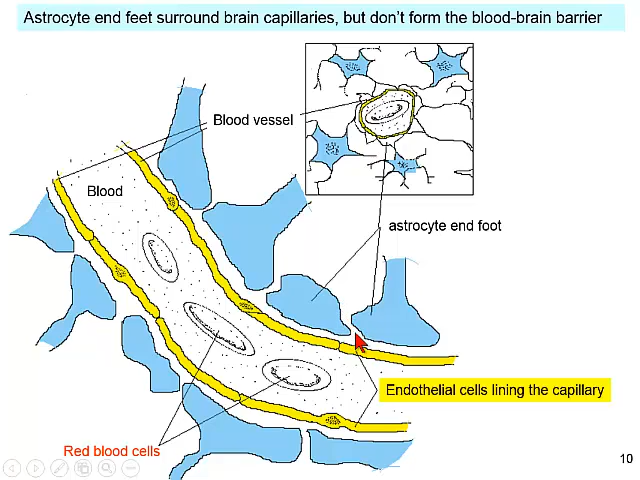 Astrocyte end feet surround brain capillaries, but don’t form the blood-brain barrier
Blood vessel
Blood
astrocyte end foot
Endothelial cells lining the capillary
Red blood cells
10